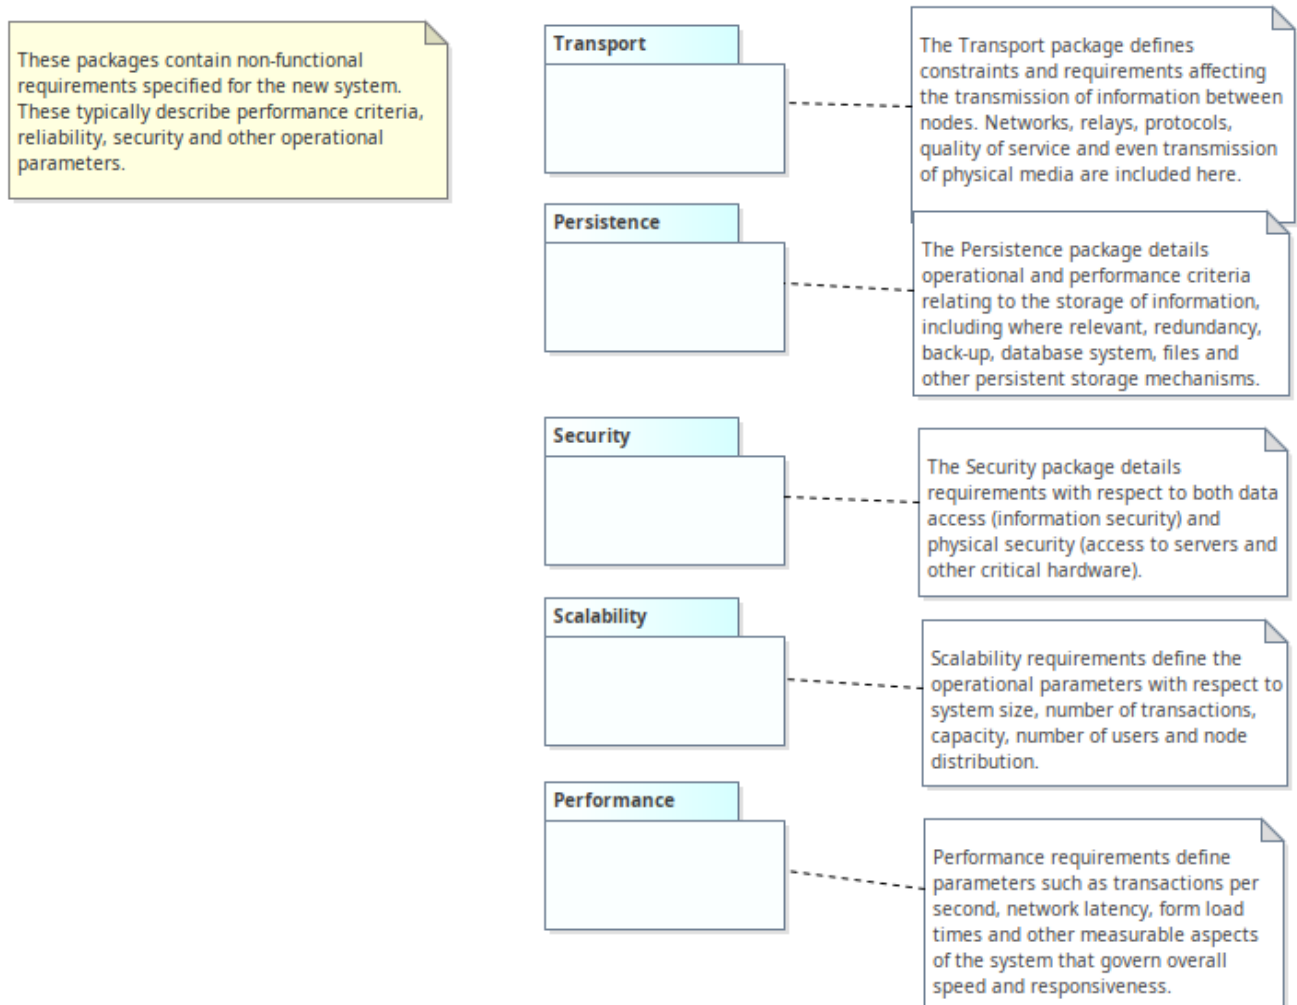 These packages contain non-functional
requirements specified for the new system.
These typically describe performance criteria,
reliability, security and other operational
parameters.
Transport
The Transport package defines
constraints and requirements affecting
the transmission of information between
nodes. Networks, relays, protocols,
quality of service and even transmission
of physical media are included here.
Persistence
The Persistence package details
operational and performance criteria
relating to the storage of information,
including where relevant, redundancy,
back-up, database system, files and
other persistent storage mechanisms.
Security
The Security package details
requirements with respect to both data
access (information security) and
physical security (access to servers and
other critical hardware).
Scalability
Scalability requirements define the
operational parameters with respect to
system size, number of transactions,
capacity, number of users and node
distribution.
Performance
Performance requirements define
parameters such as transactions per
second, network latency, form load
times and other measurable aspects
of the system that govern overall
speed and responsiveness.